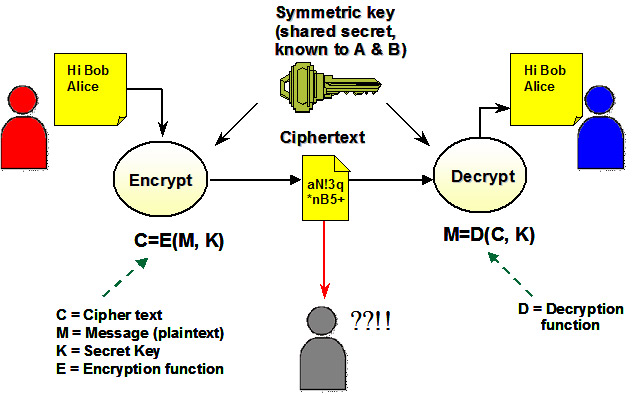 Symmetric key
(shared secret,
known to A & B)
Hi Bob
Alice
Hi Bob
Alice
Ciphertext
Encrypt
aN!3q
*nB5+
Decrypt
C=E(M, K)
M=D(C, K)
C = Cipher text
M = Message (plaintext)
K = Secret Key
E = Encryption function
??!!
D = Decryption
function